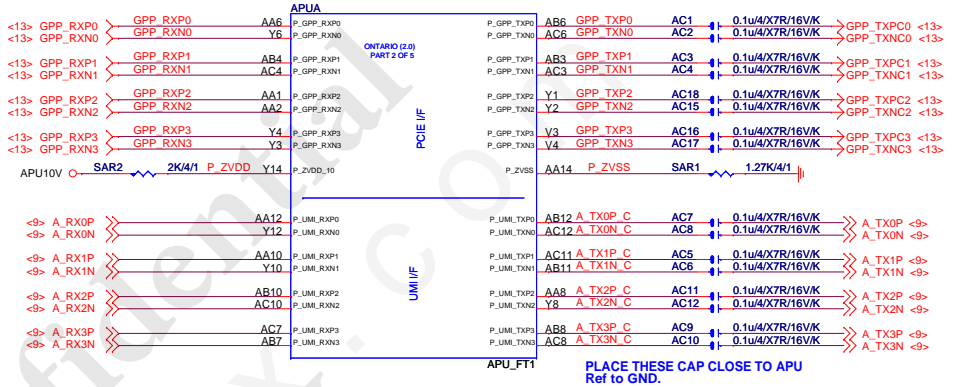 APUA
ONTARIO (2.0)
PART 2 OF 5
PCIE I/F
<13> GPP_RXP0 GPP_RXP0 AA6 P_GPP_RXP0 P_GPP_TXP0 AB6 GPP_TXP0 AC1 0.1u/4/X7R/16V/K GPP_TXPC0 <13>
<13> GPP_RXN0 GPP_RXN0 Y6 P_GPP_RXN0 P_GPP_TXN0 AC6 GPP_TXN0 AC2 0.1u/4/X7R/16V/K GPP_TXNC0 <13>
<13> GPP_RXP1 GPP_RXP1 AB4 P_GPP_RXP1 P_GPP_TXP1 AB3 GPP_TXP1 AC3 0.1u/4/X7R/16V/K GPP_TXPC1 <13>
<13> GPP_RXN1 GPP_RXN1 AC4 P_GPP_RXN1 P_GPP_TXN1 AC3 GPP_TXN1 AC4 0.1u/4/X7R/16V/K GPP_TXNC1 <13>
<13> GPP_RXP2 GPP_RXP2 AA1 P_GPP_RXP2 P_GPP_TXP2 Y1 GPP_TXP2 AC18 0.1u/4/X7R/16V/K GPP_TXPC2 <13>
<13> GPP_RXN2 GPP_RXN2 AA2 P_GPP_RXN2 P_GPP_TXN2 Y2 GPP_TXN2 AC15 0.1u/4/X7R/16V/K GPP_TXNC2 <13>
<13> GPP_RXP3 GPP_RXP3 Y4 P_GPP_RXP3 P_GPP_TXP3 V3 GPP_TXP3 AC16 0.1u/4/X7R/16V/K GPP_TXPC3 <13>
<13> GPP_RXN3 GPP_RXN3 Y3 P_GPP_RXN3 P_GPP_TXN3 V4 GPP_TXN3 AC17 0.1u/4/X7R/16V/K GPP_TXNC3 <13>
APU10V SAR2 2K/4/1 P_ZVDD Y14 P_ZVDD_10 P_ZVSS AA14 P_ZVSS SAR1 1.27K/4/1
UMI I/F
<9> A_RX0P AA12 P_UMI_RXP0 P_UMI_TXP0 AB12 A_TX0P_C AC7 0.1u/4/X7R/16V/K A_TX0P <9>
<9> A_RX0N Y12 P_UMI_RXN0 P_UMI_TXN0 AC12 A_TX0N_C AC8 0.1u/4/X7R/16V/K A_TX0N <9>
<9> A_RX1P AA10 P_UMI_RXP1 P_UMI_TXP1 AC11 A_TX1P_C AC5 0.1u/4/X7R/16V/K A_TX1P <9>
<9> A_RX1N Y10 P_UMI_RXN1 P_UMI_TXN1 AB11 A_TX1N_C AC6 0.1u/4/X7R/16V/K A_TX1N <9>
<9> A_RX2P AB10 P_UMI_RXP2 P_UMI_TXP2 AA8 A_TX2P_C AC11 0.1u/4/X7R/16V/K A_TX2P <9>
<9> A_RX2N AC10 P_UMI_RXN2 P_UMI_TXN2 Y8 A_TX2N_C AC12 0.1u/4/X7R/16V/K A_TX2N <9>
<9> A_RX3P AC7 P_UMI_RXP3 P_UMI_TXP3 AB8 A_TX3P_C AC9 0.1u/4/X7R/16V/K A_TX3P <9>
<9> A_RX3N AB7 P_UMI_RXN3 P_UMI_TXN3 AC8 A_TX3N_C AC10 0.1u/4/X7R/16V/K A_TX3N <9>
APU_FT1
PLACE THESE CAP CLOSE TO APU
Ref to GND.